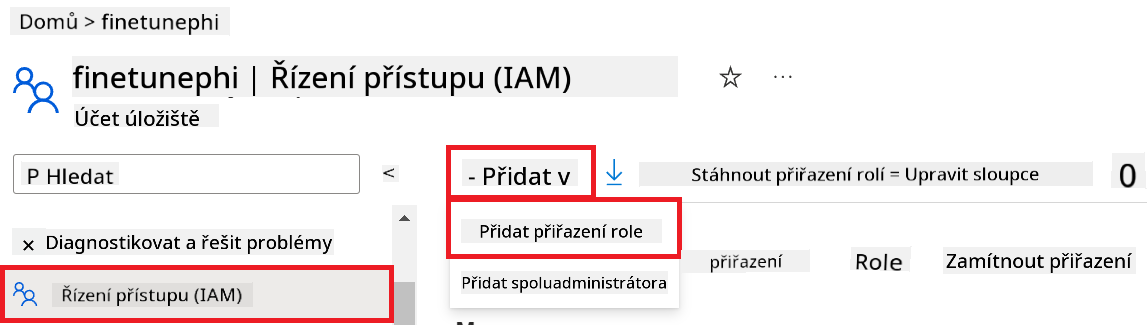 Domů > finetunephi
finetunephi | Řízení přístupu (IAM)
Účet úložiště
P Hledat
<
- Přidat v
Stáhnout přiřazení rolí = Upravit sloupce
0
Přidat přiřazení role
× Diagnostikovat a řešit problémy
přiřazení
Role
Zamítnout přiřazení
Přidat spoluadministrátora
Řízení přístupu (IAM)